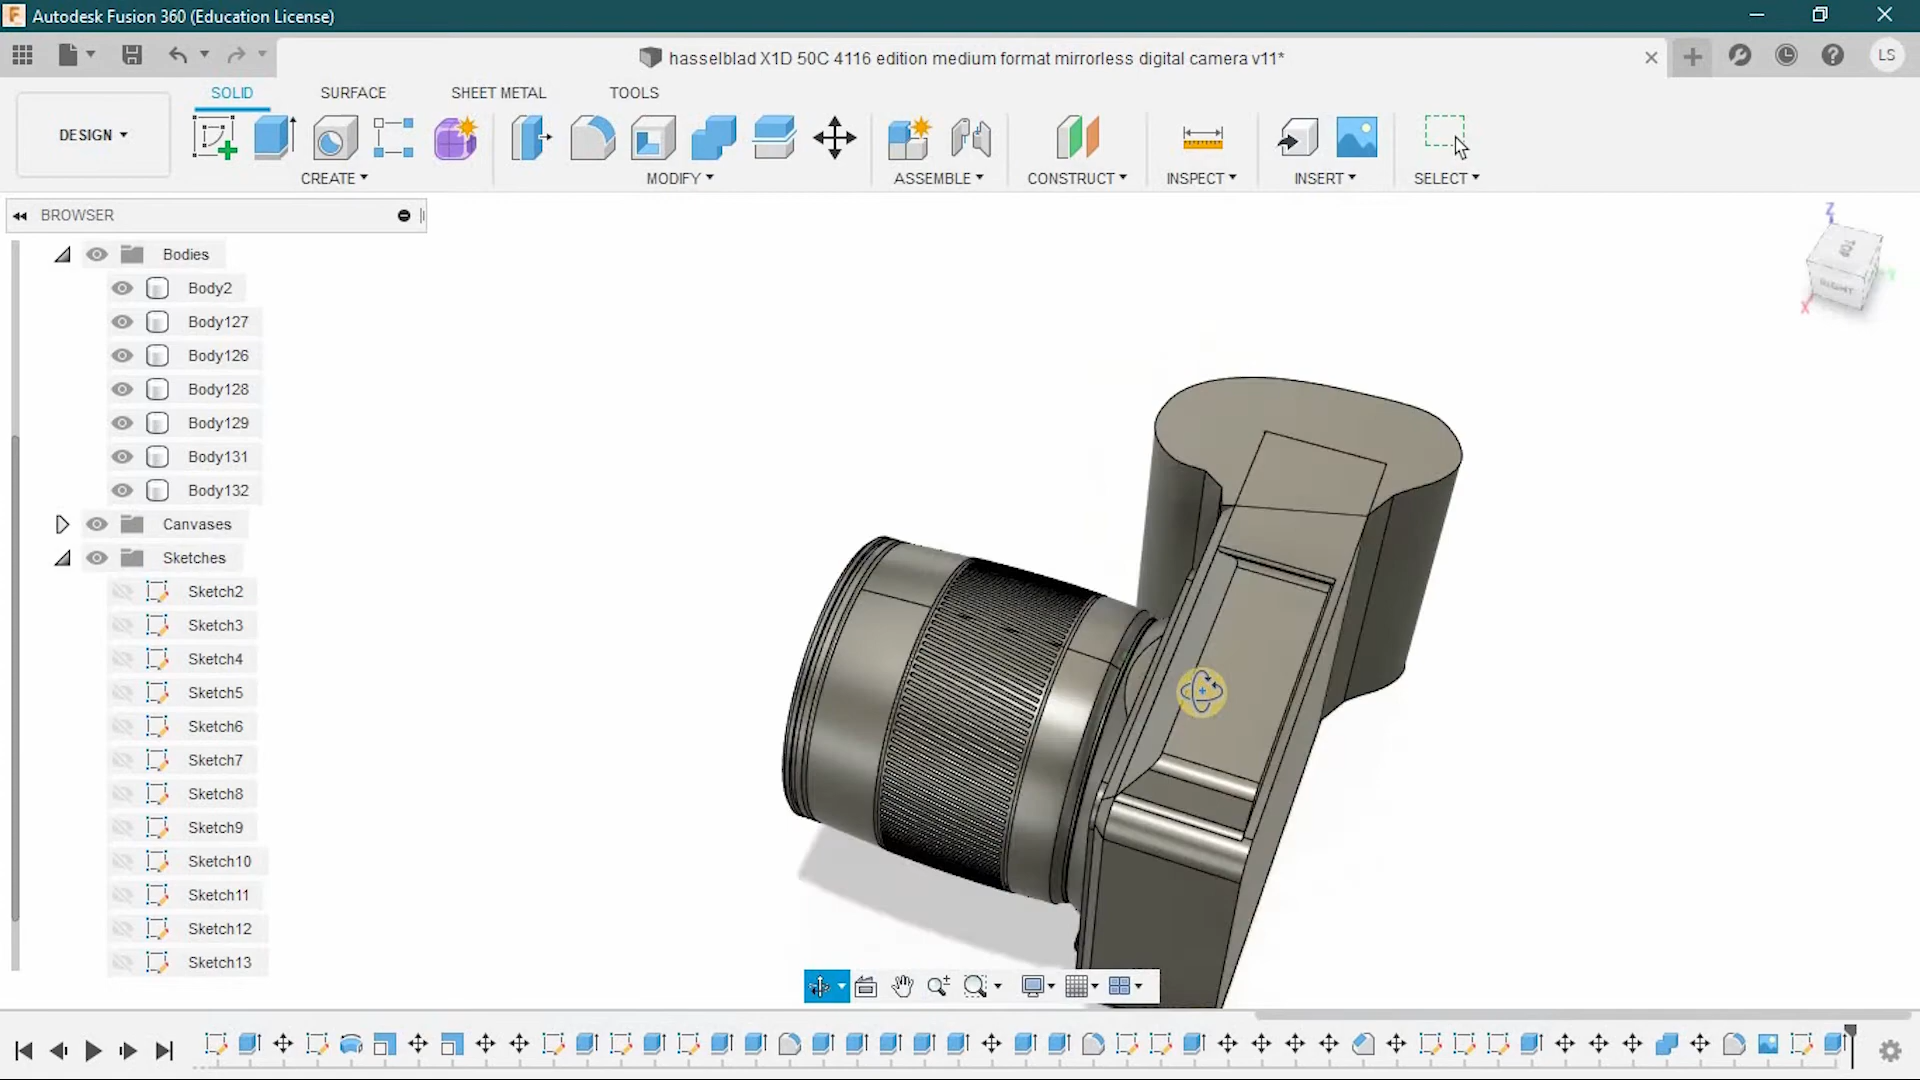 Autodesk Fusion 360 (Education License)
hasselblad X1D 50C 4116 edition medium format mirrorless digital camera v11*
LS
SOLID
SURFACE
SHEET METAL
TOOLS
DESIGN
CREATE
MODIFY
ASSEMBLE
CONSTRUCT
INSPECT
INSERT
SELECT
BROWSER
Bodies
Body2
Body127
Body126
Body128
Body129
Body131
Body132
Canvases
Sketches
Sketch2
Sketch3
Sketch4
Sketch5
Sketch6
Sketch7
Sketch8
Sketch9
Sketch10
Sketch11
Sketch12
Sketch13
Z
TOP
RIGHT
X
Y